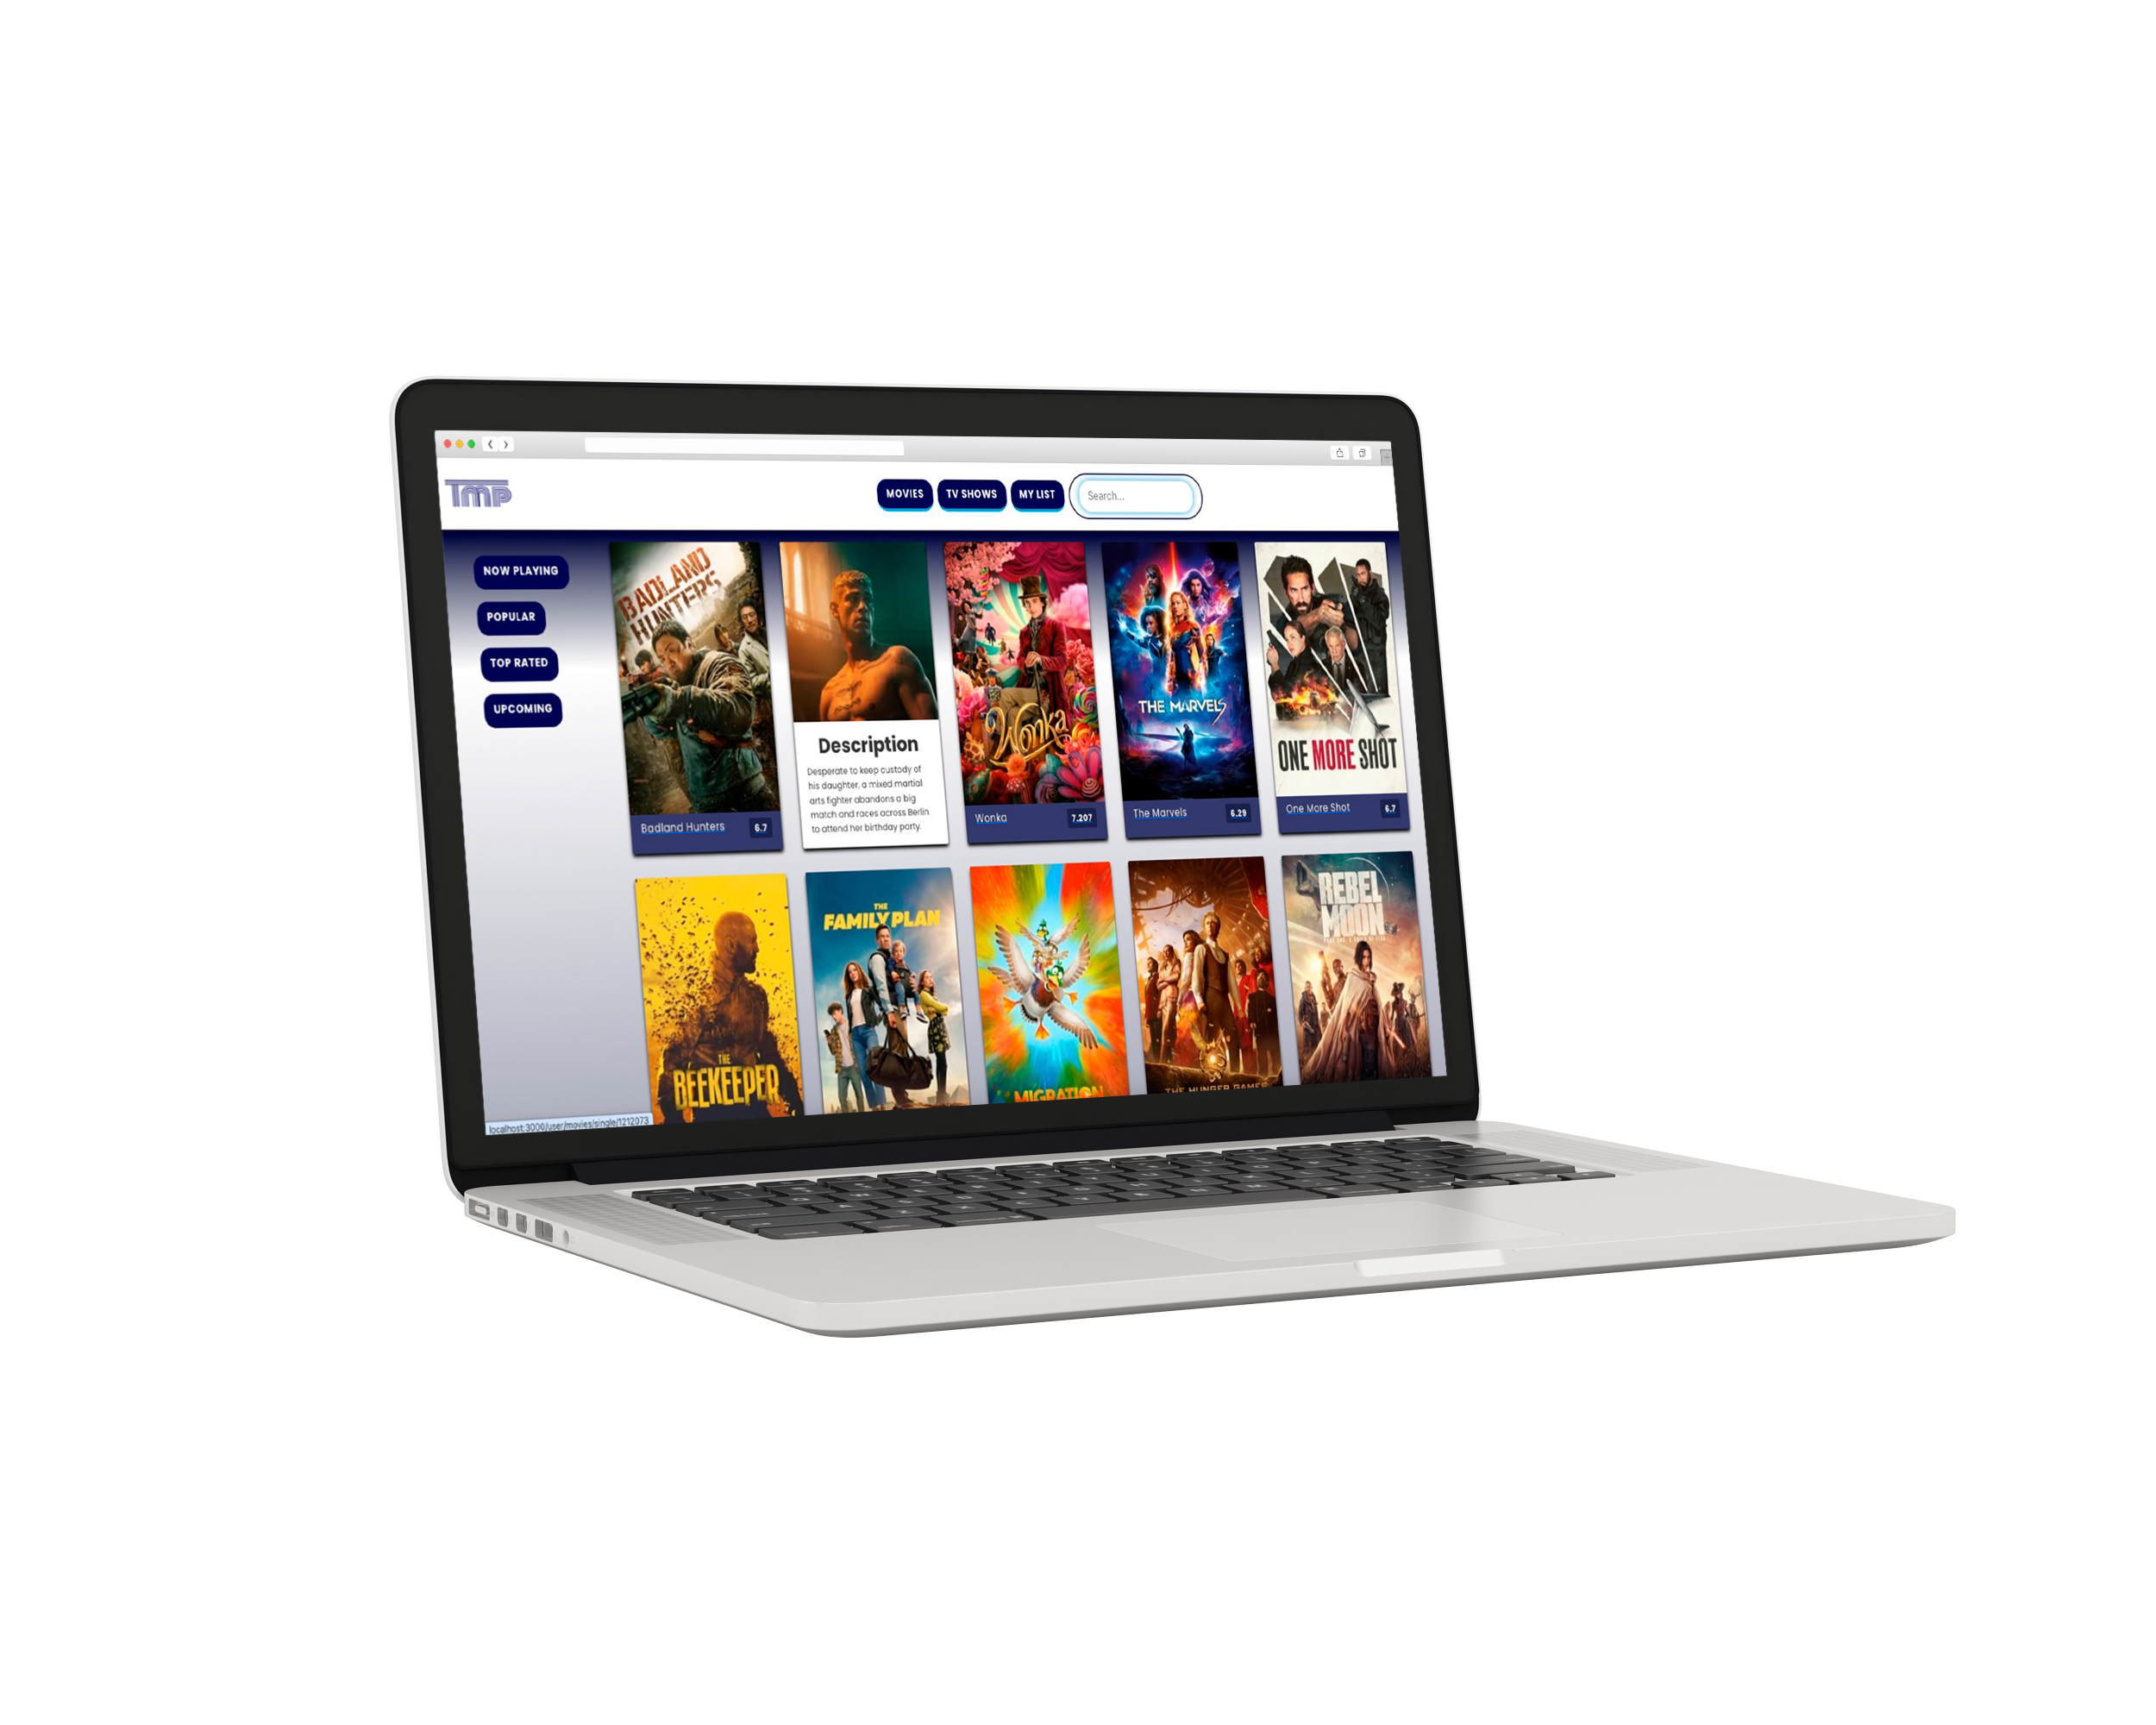 TMP
MOVIES
TV SHOWS
MY LIST
Search...
NOW PLAYING
POPULAR
TOP RATED
UPCOMING
BADLAND
HUNTERS
Badland Hunters
6.7
Description
Desperate to keep custody of
his daughter, a mixed martial
arts fighter abandons a big
match and races across Berlin
to attend her birthday party.
Wonka
Wonka
7.207
THE MARVELS
The Marvels
6.29
ONE MORE SHOT
One More Shot
6.7
THE
BEEKEEPER
THE
FAMILY PLAN
MIGRATION
THE HUNGER GAMES
REBEL
MOON
localhost:3000/user/movies/single/1212073